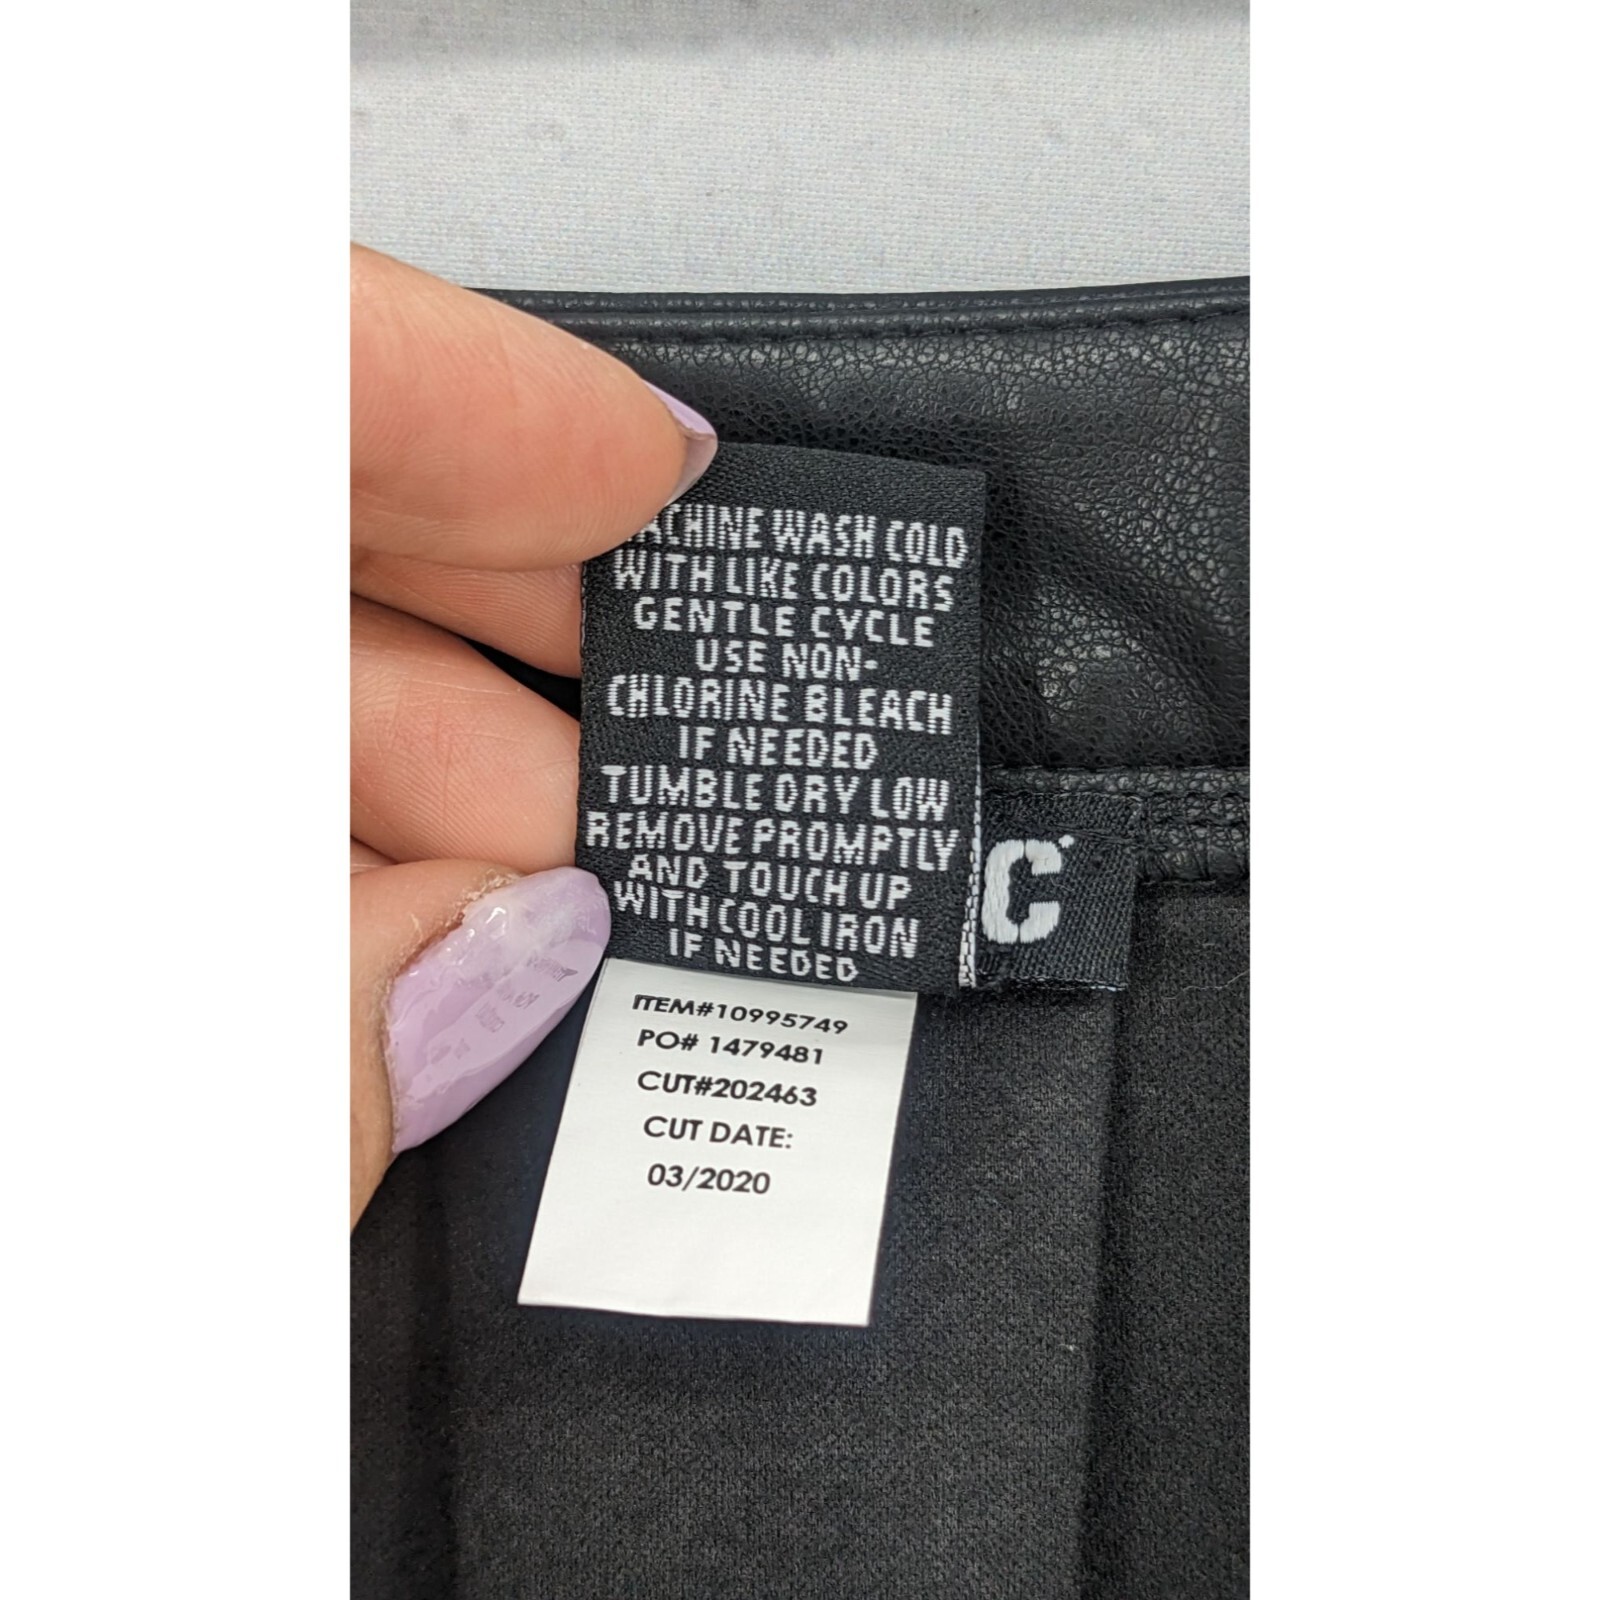 MACHINE WASH COLD
WITH LIKE COLORS
GENTLE CYCLE
USE NON-
CHLORINE BLEACH
IF NEEDED
TUMBLE DRY LOW
REMOVE PROMPTLY
AND TOUCH UP
WITH COOL IRON
IF NEEDED
C
ITEM#10995749
PO# 1479481
CUT#202463
CUT DATE:
03/2020